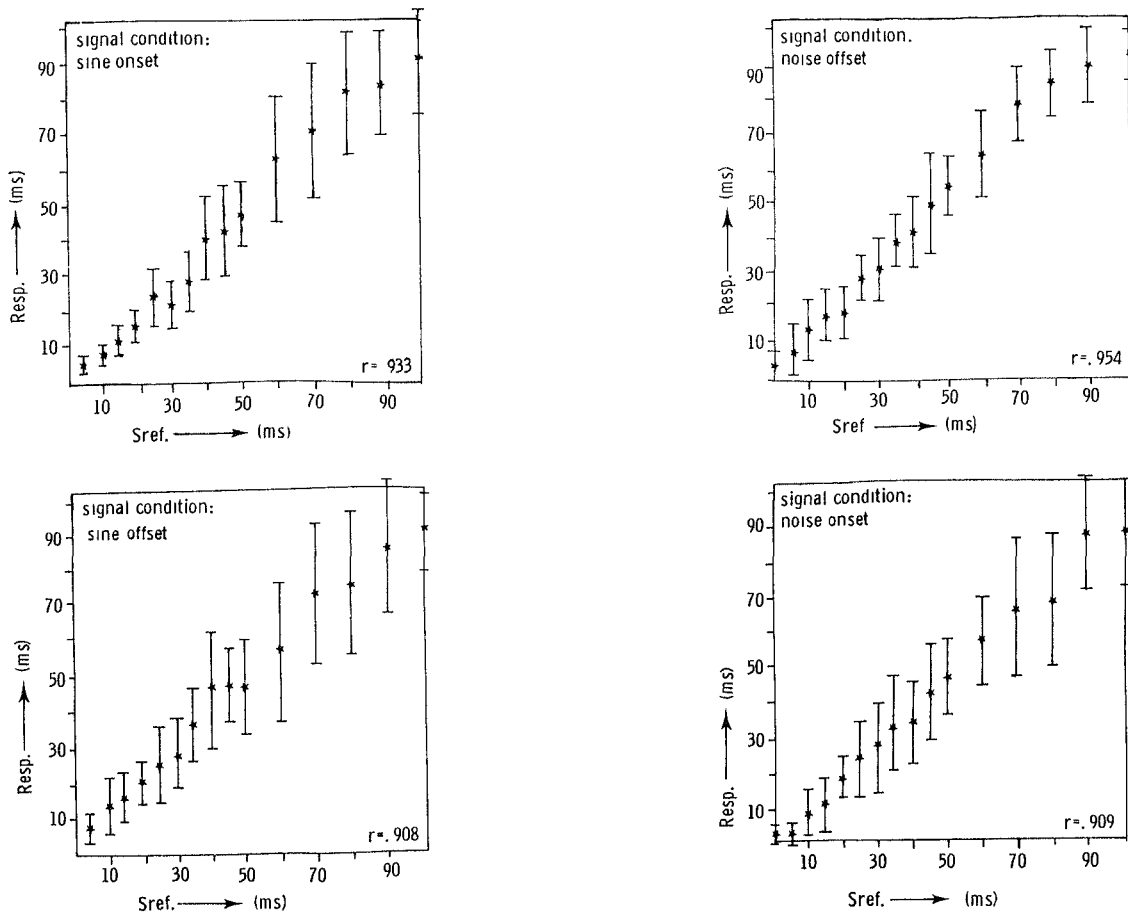 signal condition:
sine onset
90
70
50
30
10
Resp. (ms)
r= 933
10 30 50 70 90
Sref. (ms)
signal condition.
noise offset
90
70
50
30
10
Resp. (ms)
r=.954
10 30 50 70 90
Sref (ms)
signal condition:
sine offset
90
70
50
30
10
Resp. (ms)
r=.908
10 30 50 70 90
Sref. (ms)
signal condition:
noise onset
90
70
50
30
10
Resp. (ms)
r=.909
10 30 50 70 90
Sref. (ms)